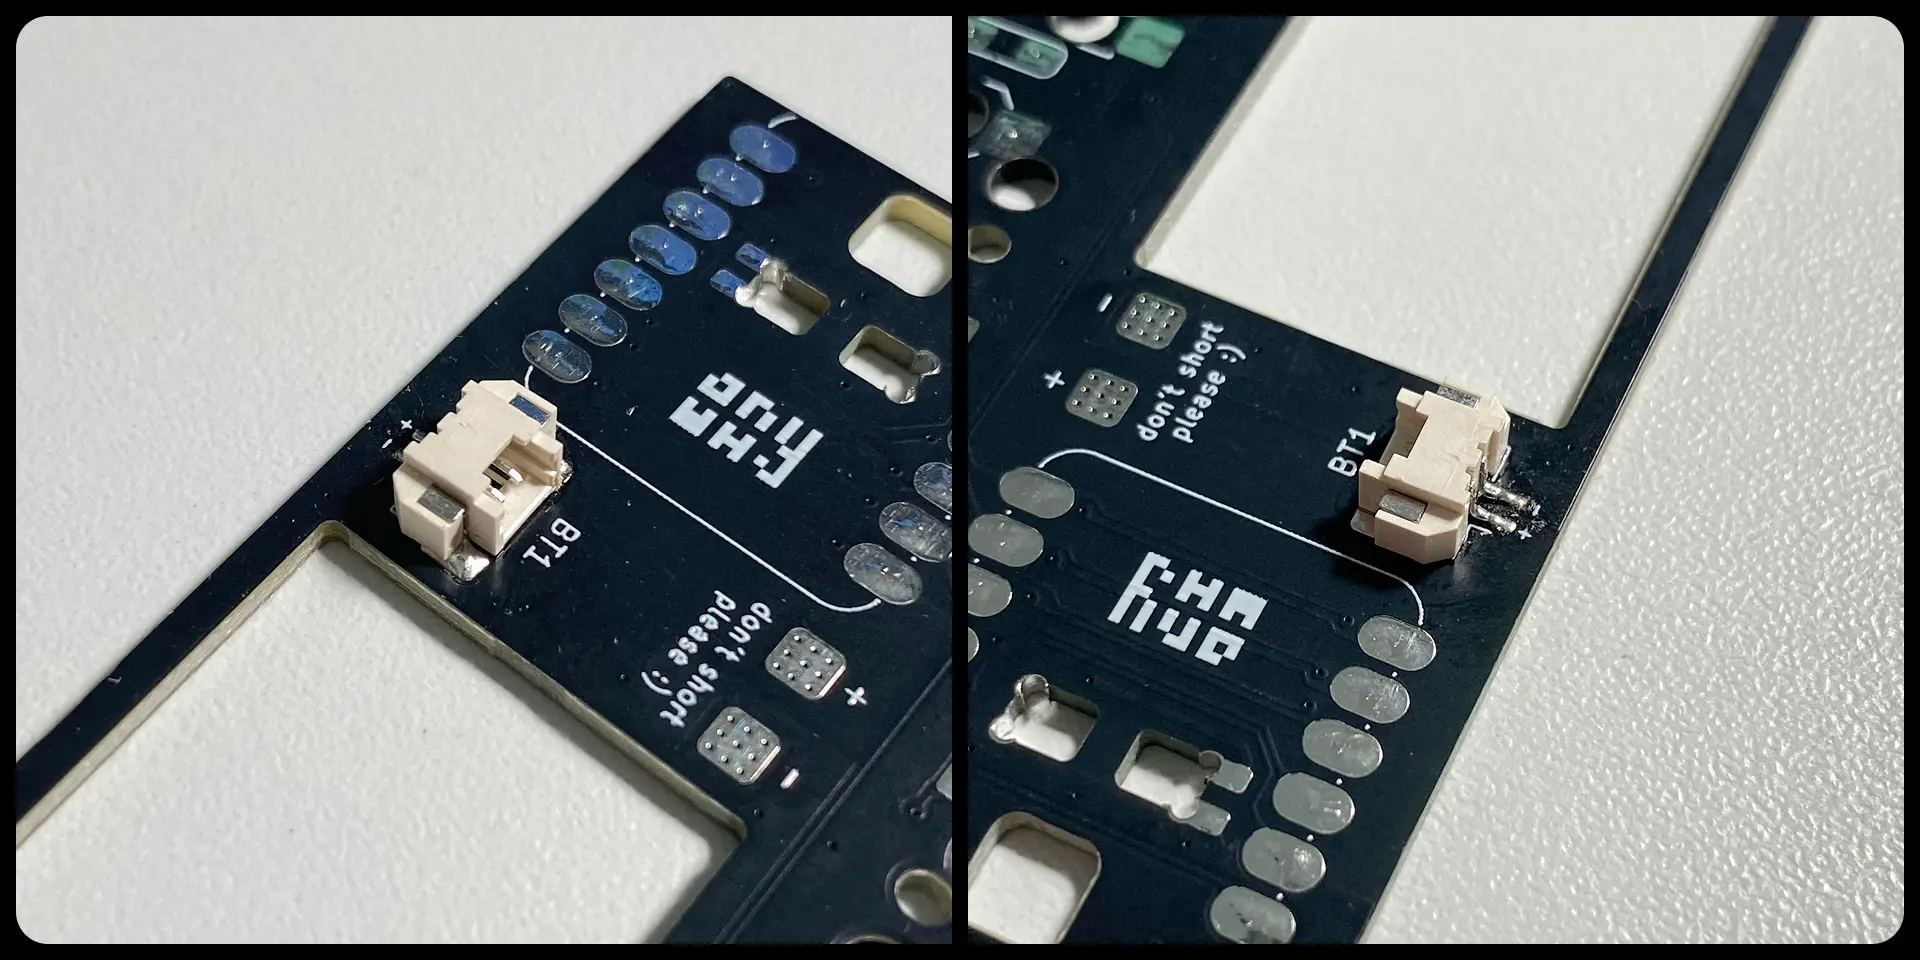 - +
BT1
don't short
please :)
+
-
-
+
don't short
please :)
BT1
+